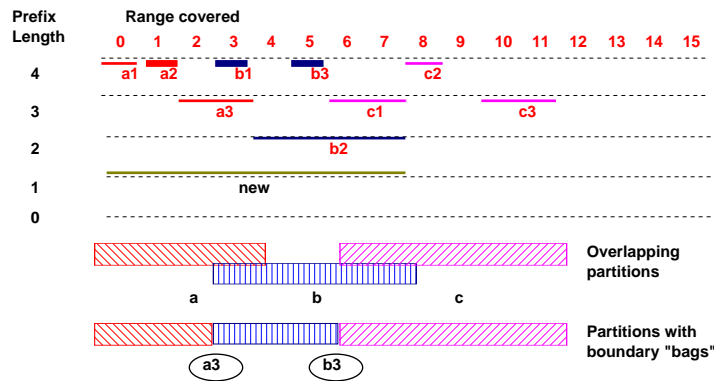 Prefix Length
Range covered
0 1 2 3 4 5 6 7 8 9 10 11 12 13 14 15
4
a1 a2 b1 b3 c2
3
a3 c1 c3
2
b2
1
new
0
Overlapping partitions
a b c
Partitions with boundary "bags"
a3 b3